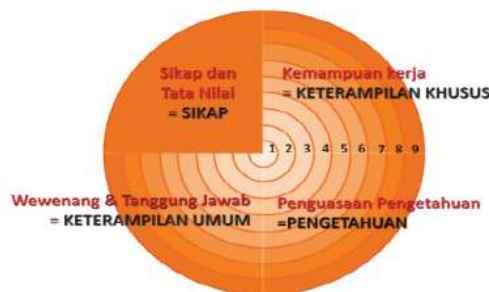 Sikap dan
Tata Nilai
= SIKAP
Kemampuan kerja
= KETERAMPILAN KHUSUS
1 2 3 4 5 6 7 8 9
Wewenang & Tanggung Jawab
= KETERAMPILAN UMUM
Penguasaan Pengetahuan
=PENGETAHUAN